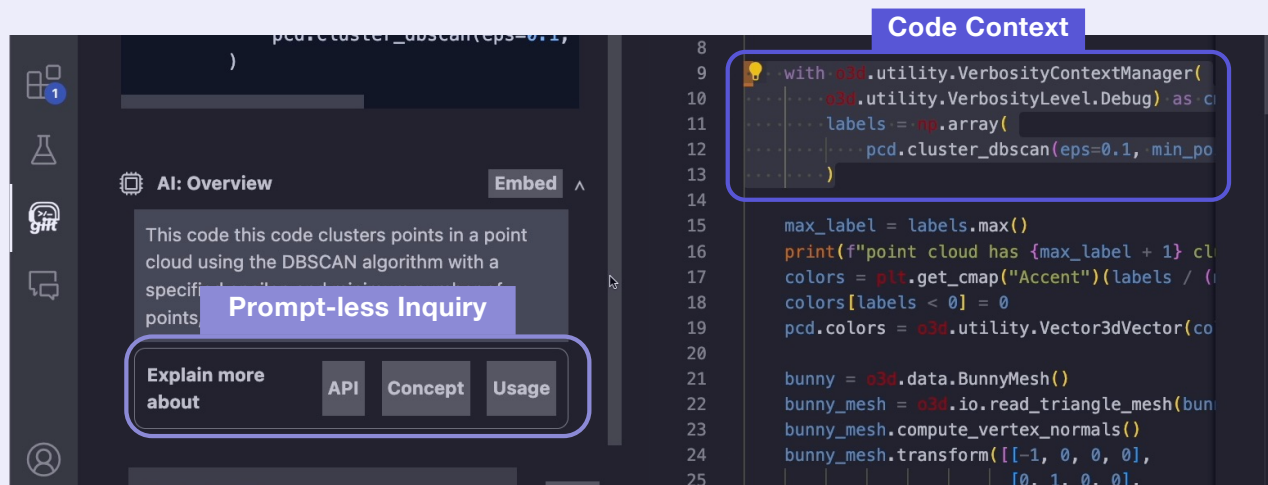 Code Context
pcd.cluster_dbscan(eps=0.1,
)
1
gilt
AI: Overview
Embed
This code this code clusters points in a point
cloud using the DBSCAN algorithm with a
points,
Prompt-less Inquiry
Explain more
about
API
Concept
Usage
8
9 with o3d.utility.VerbosityContextManager(
10 o3d.utility.VerbosityLevel.Debug) as
11 labels = np.array(
12 pcd.cluster_dbscan(eps=0.1, min_po
13 )
14
15 max_label = labels.max()
16 print(f"point cloud has {max_label + 1} cl
17 colors = plt.get_cmap("Accent")(labels / (
18 colors[labels < 0] = 0
19 pcd.colors = o3d.utility.Vector3dVector(co
20
21 bunny = o3d.data.BunnyMesh()
22 bunny_mesh = o3d.io.read_triangle_mesh(bun
23 bunny_mesh.compute_vertex_normals()
24 bunny_mesh.transform([[-1, 0, 0, 0],
25 [0, 1, 0, 0],